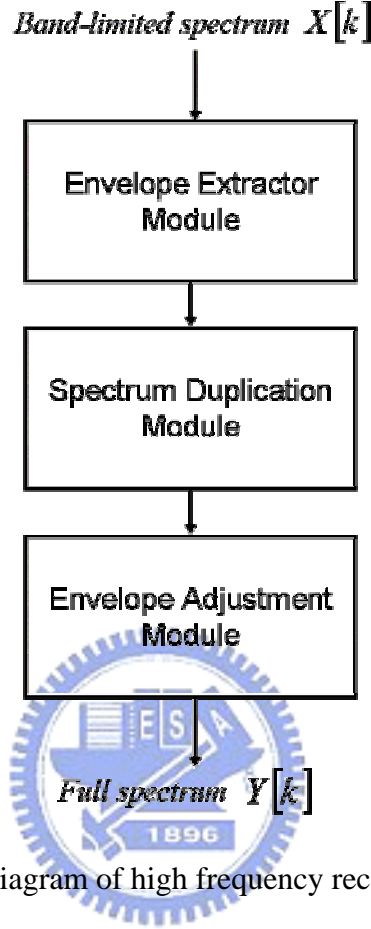 Band-limited spectrum X[k]
Envelope Extractor
Module
Spectrum Duplication
Module
Envelope Adjustment
Module
E S A
Full spectrum Y[k]
1896
iagram of high frequency rec